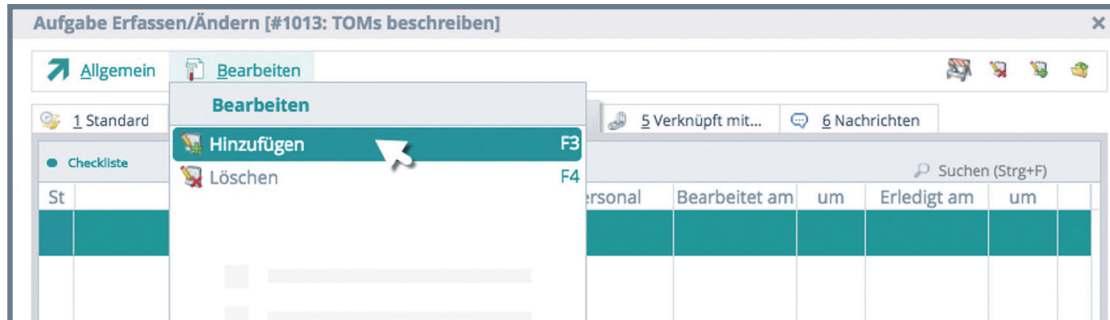 Aufgabe Erfassen/Ändern [#1013: TOMs beschreiben]
Allgemein Bearbeiten
Bearbeiten
1 Standard 5 Verknüpft mit... 6 Nachrichten
Hinzufügen F3
Checkliste Suchen (Strg+F)
Löschen F4
St ersonal Bearbeitet am um Erledigt am um